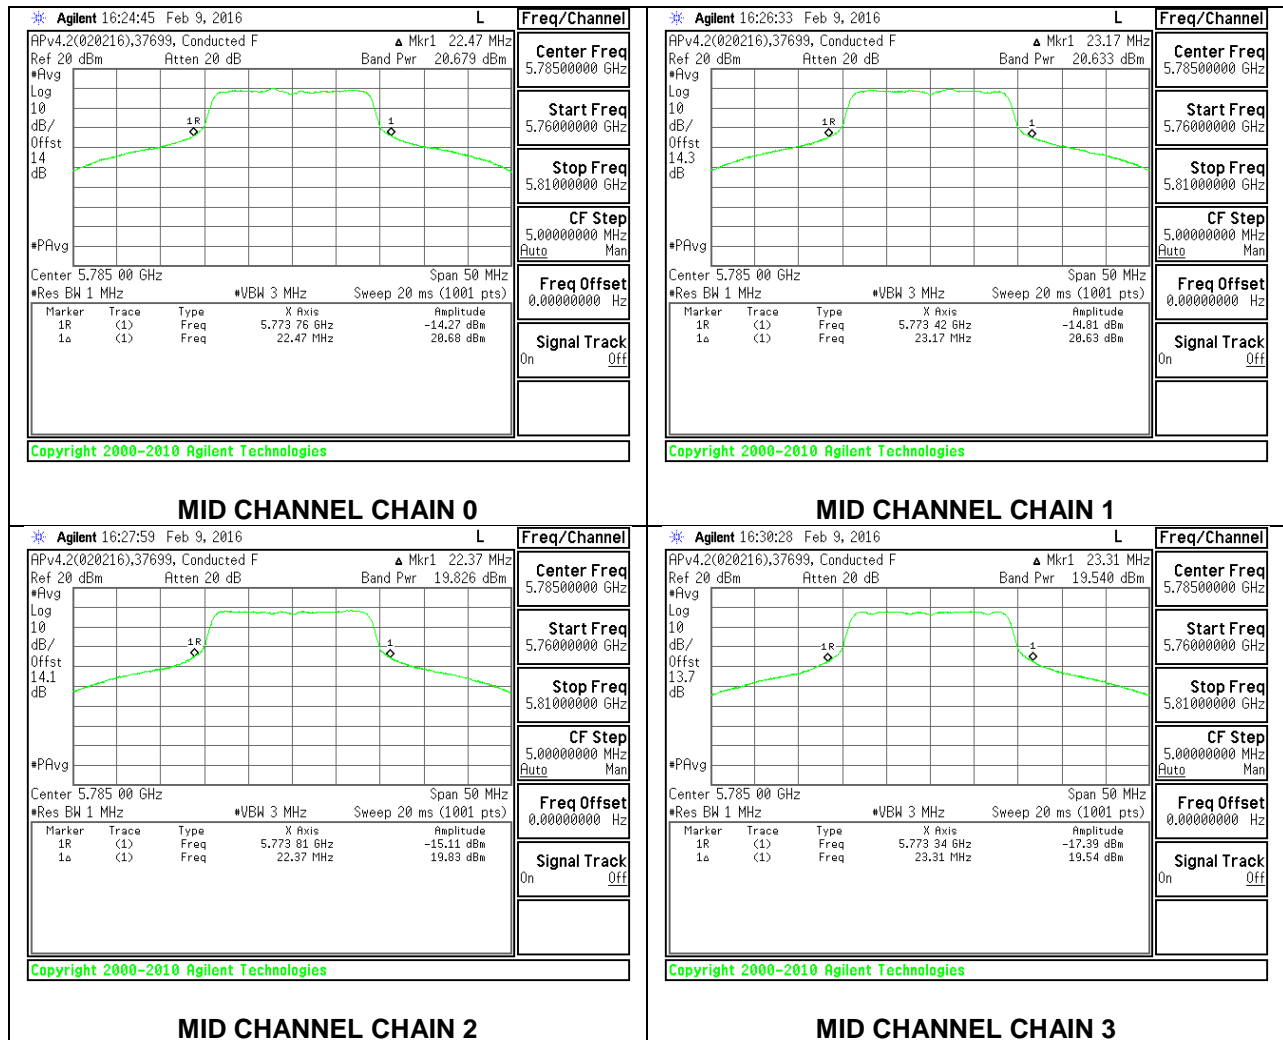 Agilent 16:24:45 Feb 9, 2016 L Freq/Channel
APv4.2(020216),37699, Conducted F Δ Mkr1 22.47 MHz
Ref 20 dBm Atten 20 dB Band Pwr 20.679 dBm
#Avg
Log
10
dB/
Offst
14
dB
#PAvg
1R
1
Center 5.785 00 GHz Span 50 MHz
#Res BW 1 MHz #VBW 3 MHz Sweep 20 ms (1001 pts)
Marker Trace Type X Axis Amplitude
1R (1) Freq 5.773 76 GHz -14.27 dBm
1Δ (1) Freq 22.47 MHz 20.68 dBm
Center Freq
5.78500000 GHz
Start Freq
5.76000000 GHz
Stop Freq
5.81000000 GHz
CF Step
5.00000000 MHz
Auto Man
Freq Offset
0.00000000 Hz
Signal Track
On Off
Copyright 2000-2010 Agilent Technologies
MID CHANNEL CHAIN 0
Agilent 16:26:33 Feb 9, 2016 L Freq/Channel
APv4.2(020216),37699, Conducted F Δ Mkr1 23.17 MHz
Ref 20 dBm Atten 20 dB Band Pwr 20.633 dBm
#Avg
Log
10
dB/
Offst
14.3
dB
#PAvg
1R
1
Center 5.785 00 GHz Span 50 MHz
#Res BW 1 MHz #VBW 3 MHz Sweep 20 ms (1001 pts)
Marker Trace Type X Axis Amplitude
1R (1) Freq 5.773 42 GHz -14.81 dBm
1Δ (1) Freq 23.17 MHz 20.63 dBm
Center Freq
5.78500000 GHz
Start Freq
5.76000000 GHz
Stop Freq
5.81000000 GHz
CF Step
5.00000000 MHz
Auto Man
Freq Offset
0.00000000 Hz
Signal Track
On Off
Copyright 2000-2010 Agilent Technologies
MID CHANNEL CHAIN 1
Agilent 16:27:59 Feb 9, 2016 L Freq/Channel
APv4.2(020216),37699, Conducted F Δ Mkr1 22.37 MHz
Ref 20 dBm Atten 20 dB Band Pwr 19.826 dBm
#Avg
Log
10
dB/
Offst
14.1
dB
#PAvg
1R
1
Center 5.785 00 GHz Span 50 MHz
#Res BW 1 MHz #VBW 3 MHz Sweep 20 ms (1001 pts)
Marker Trace Type X Axis Amplitude
1R (1) Freq 5.773 81 GHz -15.11 dBm
1Δ (1) Freq 22.37 MHz 19.83 dBm
Center Freq
5.78500000 GHz
Start Freq
5.76000000 GHz
Stop Freq
5.81000000 GHz
CF Step
5.00000000 MHz
Auto Man
Freq Offset
0.00000000 Hz
Signal Track
On Off
Copyright 2000-2010 Agilent Technologies
MID CHANNEL CHAIN 2
Agilent 16:30:28 Feb 9, 2016 L Freq/Channel
APv4.2(020216),37699, Conducted F Δ Mkr1 23.31 MHz
Ref 20 dBm Atten 20 dB Band Pwr 19.540 dBm
#Avg
Log
10
dB/
Offst
13.7
dB
#PAvg
1R
1
Center 5.785 00 GHz Span 50 MHz
#Res BW 1 MHz #VBW 3 MHz Sweep 20 ms (1001 pts)
Marker Trace Type X Axis Amplitude
1R (1) Freq 5.773 34 GHz -17.39 dBm
1Δ (1) Freq 23.31 MHz 19.54 dBm
Center Freq
5.78500000 GHz
Start Freq
5.76000000 GHz
Stop Freq
5.81000000 GHz
CF Step
5.00000000 MHz
Auto Man
Freq Offset
0.00000000 Hz
Signal Track
On Off
Copyright 2000-2010 Agilent Technologies
MID CHANNEL CHAIN 3